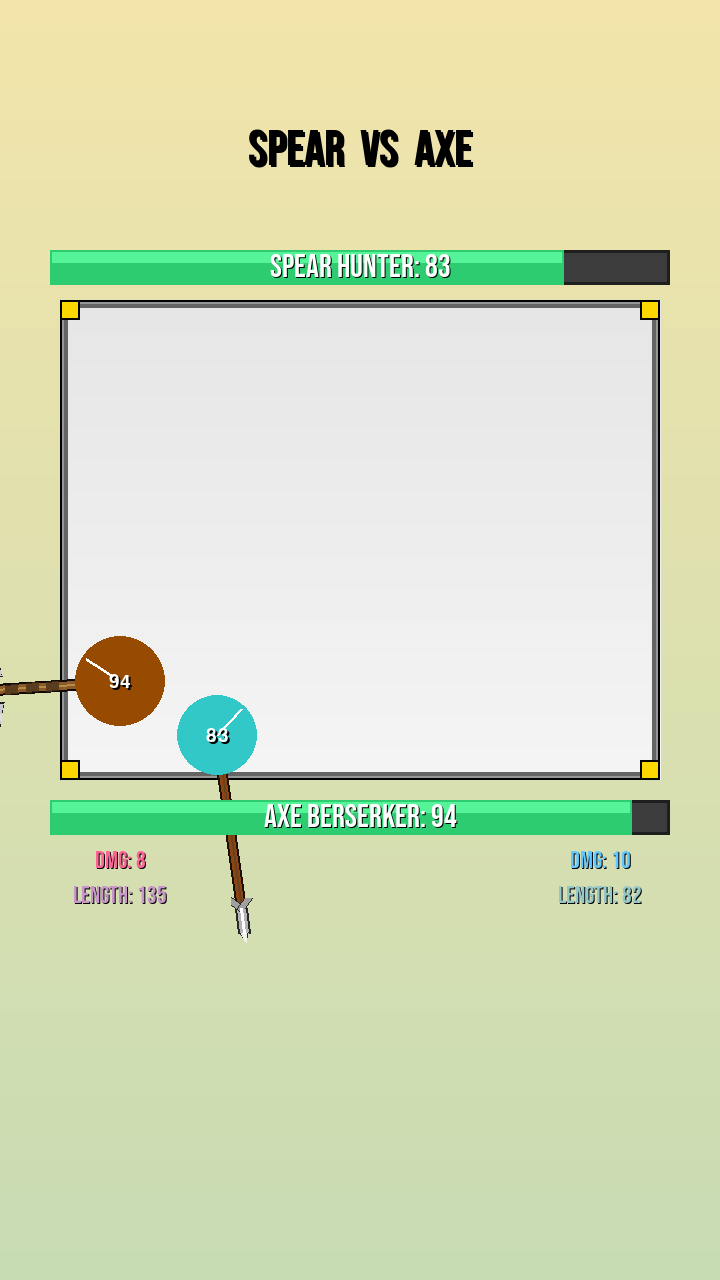 SPEAR VS AXE
SPEAR HUNTER: 83
94
83
AXE BERSERKER: 94
DMG: 8
DMG: 10
LENGTH: 135
LENGTH: 82